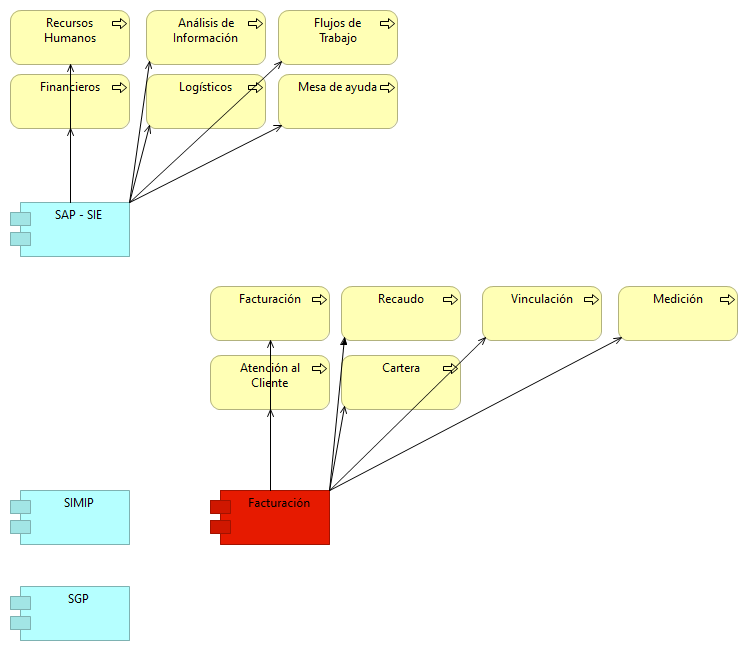 Recursos
Humanos
Análisis de
Información
Flujos de
Trabajo
Financieros
Logísticos
Mesa de ayuda
SAP - SIE
Facturación
Recaudo
Vinculación
Medición
Atención al
Cliente
Cartera
SIMIP
Facturación
SGP